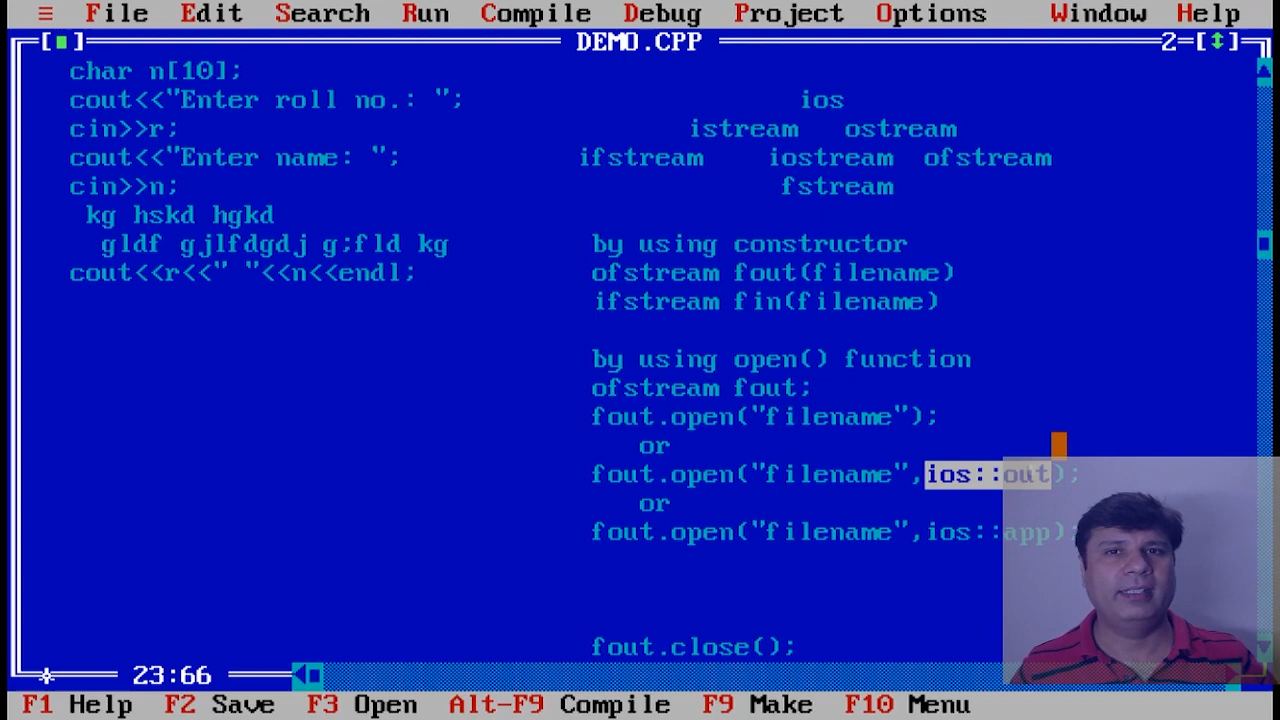 ≡ File Edit Search Run Compile Debug Project Options Window Help
[■] DEMO.CPP 2=[↕]
char n[10];
cout<<"Enter roll no.: "; ios
cin>>r; istream ostream
cout<<"Enter name: "; ifstream iostream ofstream
cin>>n; fstream
kg hskd hgkd
gldf gjlfdgdj g;fld kg by using constructor
cout<<r<<" "<<n<<endl; ofstream fout(filename)
ifstream fin(filename)
by using open() function
ofstream fout;
fout.open("filename");
or
fout.open("filename",ios::out);
or
fout.open("filename",ios::app);
fout.close();
23:66
F1 Help F2 Save F3 Open Alt-F9 Compile F9 Make F10 Menu